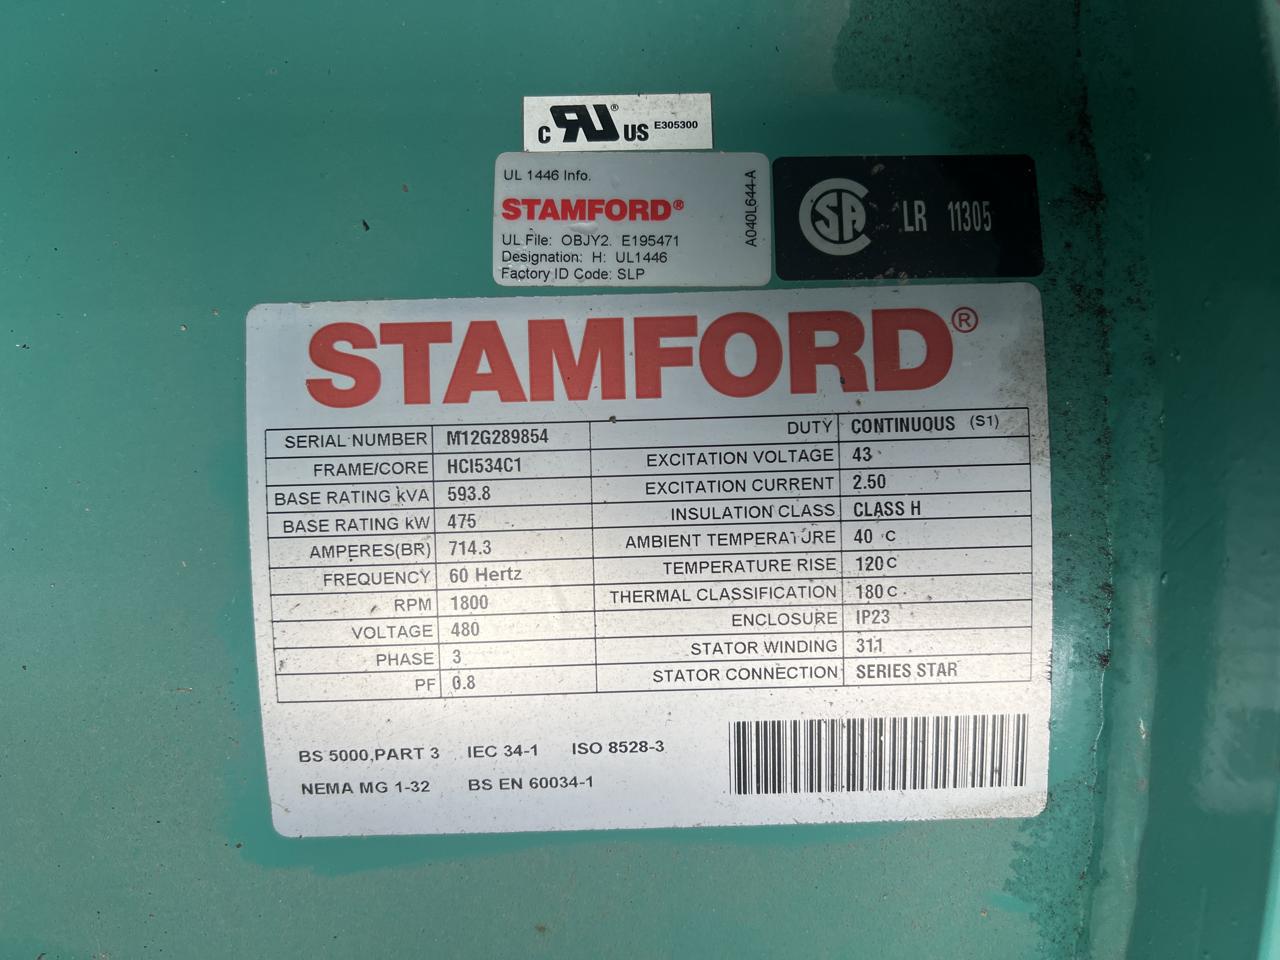 c RU® US E305300
UL 1446 Info.
STAMFORD®
UL File: OBJY2. E195471
Designation: H: UL1446
Factory ID Code: SLP
A040L644-A
CSA LR 11305
STAMFORD®
SERIAL NUMBER M12G289854 DUTY CONTINUOUS (S1)
FRAME/CORE HCI534C1 EXCITATION VOLTAGE 43
BASE RATING kVA 593.8 EXCITATION CURRENT 2.50
BASE RATING kW 475 INSULATION CLASS CLASS H
AMPERES(BR) 714.3 AMBIENT TEMPERATURE 40 C
FREQUENCY 60 Hertz TEMPERATURE RISE 120 C
RPM 1800 THERMAL CLASSIFICATION 180 C
VOLTAGE 480 ENCLOSURE IP23
PHASE 3 STATOR WINDING 311
PF 0.8 STATOR CONNECTION SERIES STAR
BS 5000,PART 3 IEC 34-1 ISO 8528-3
NEMA MG 1-32 BS EN 60034-1